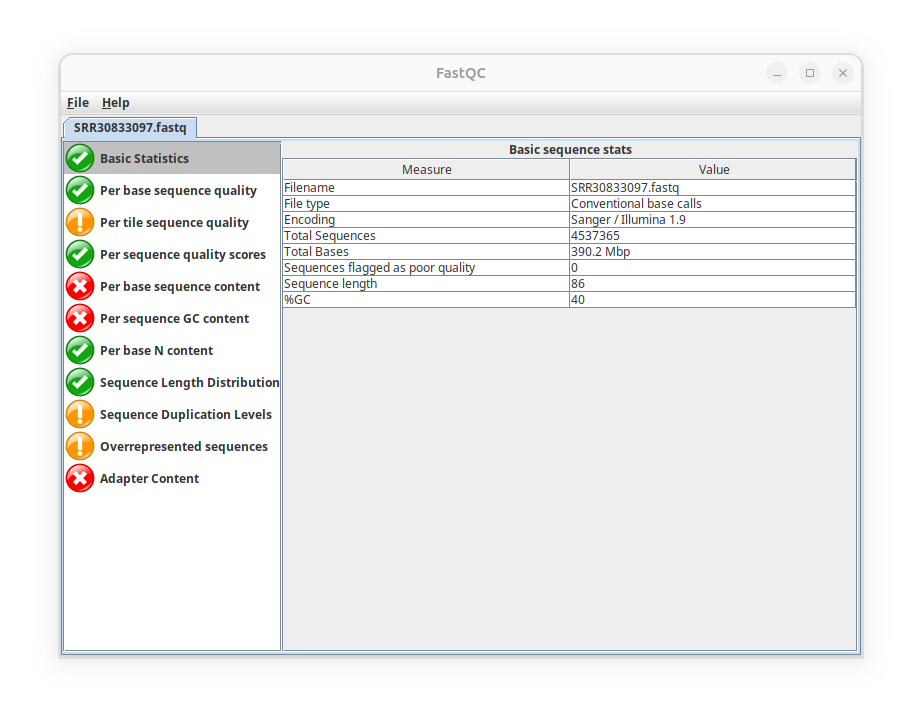 FastQC
File Help
SRR30833097.fastq
Basic Statistics
Per base sequence quality
Per tile sequence quality
Per sequence quality scores
Per base sequence content
Per sequence GC content
Per base N content
Sequence Length Distribution
Sequence Duplication Levels
Overrepresented sequences
Adapter Content
Basic sequence stats
Measure Value
Filename SRR30833097.fastq
File type Conventional base calls
Encoding Sanger / Illumina 1.9
Total Sequences 4537365
Total Bases 390.2 Mbp
Sequences flagged as poor quality 0
Sequence length 86
%GC 40